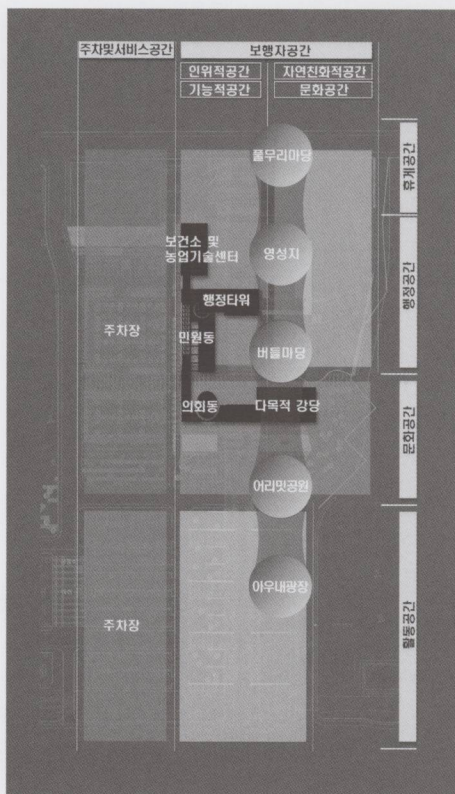 주차및서비스공간
보행자공간
인위적공간
자연친화적공간
기능적공간
문화공간
풀무리마당
휴게공간
보건소 및
농업기술센터
영성지
행정타워
행정공간
주차장
민원동
버들마당
의회동
다목적 강당
문화공간
어리밋공원
아우내광장
주차장
활동공간